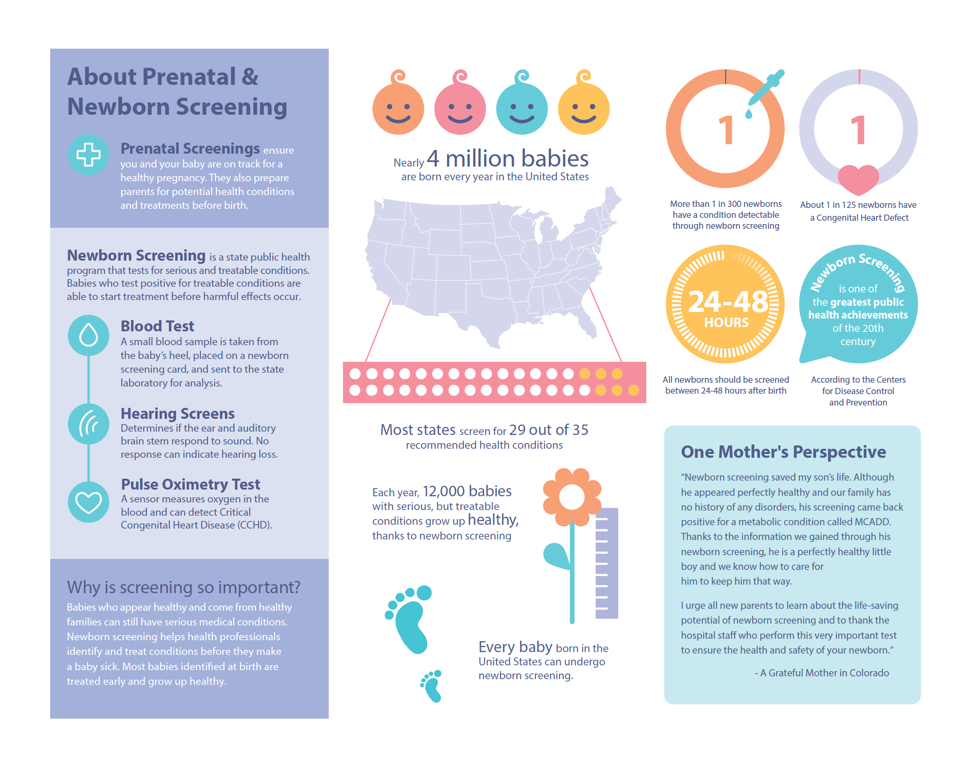 About Prenatal &
Newborn Screening
Prenatal Screenings ensure
you and your baby are on track for a
healthy pregnancy. They also prepare
parents for potential health conditions
and treatments before birth.
Newborn Screening is a state public health
program that tests for serious and treatable conditions.
Babies who test positive for treatable conditions are
able to start treatment before harmful effects occur.
Blood Test
A small blood sample is taken from
the baby's heel, placed on a newborn
screening card, and sent to the state
laboratory for analysis.
Hearing Screens
Determines if the ear and auditory
brain stem respond to sound. No
response can indicate hearing loss.
Pulse Oximetry Test
A sensor measures oxygen in the
blood and can detect Critical
Congenital Heart Disease (CCHD).
Why is screening so important?
Babies who appear healthy and come from healthy
families can still have serious medical conditions.
Newborn screening helps health professionals
identify and treat conditions before they make
a baby sick. Most babies identified at birth are
treated early and grow up healthy.
Nearly 4 million babies
are born every year in the United States
Most states screen for 29 out of 35
recommended health conditions
Each year, 12,000 babies
with serious, but treatable
conditions grow up healthy,
thanks to newborn screening
Every baby born in the
United States can undergo
newborn screening.
1
More than 1 in 300 newborns
have a condition detectable
through newborn screening
1
About 1 in 125 newborns have
a Congenital Heart Defect
24-48
HOURS
All newborns should be screened
between 24-48 hours after birth
Newborn Screening
is one of
the greatest public
health achievements
of the 20th
century
According to the Centers
for Disease Control
and Prevention
One Mother's Perspective
"Newborn screening saved my son's life. Although
he appeared perfectly healthy and our family has
no history of any disorders, his screening came back
positive for a metabolic condition called MCADD.
Thanks to the information we gained through his
newborn screening, he is a perfectly healthy little
boy and we know how to care for
him to keep him that way.
I urge all new parents to learn about the life-saving
potential of newborn screening and to thank the
hospital staff who perform this very important test
to ensure the health and safety of your newborn."
- A Grateful Mother in Colorado